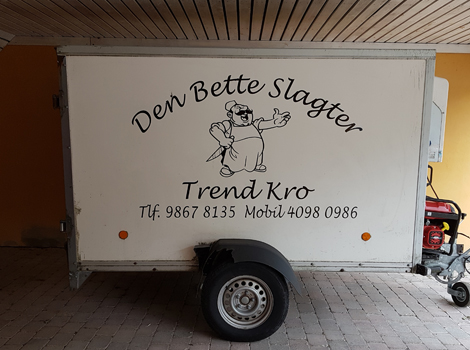 Den Bette Slagter
Trend Kro
Tlf. 9867 8135 Mobil 4098 0986